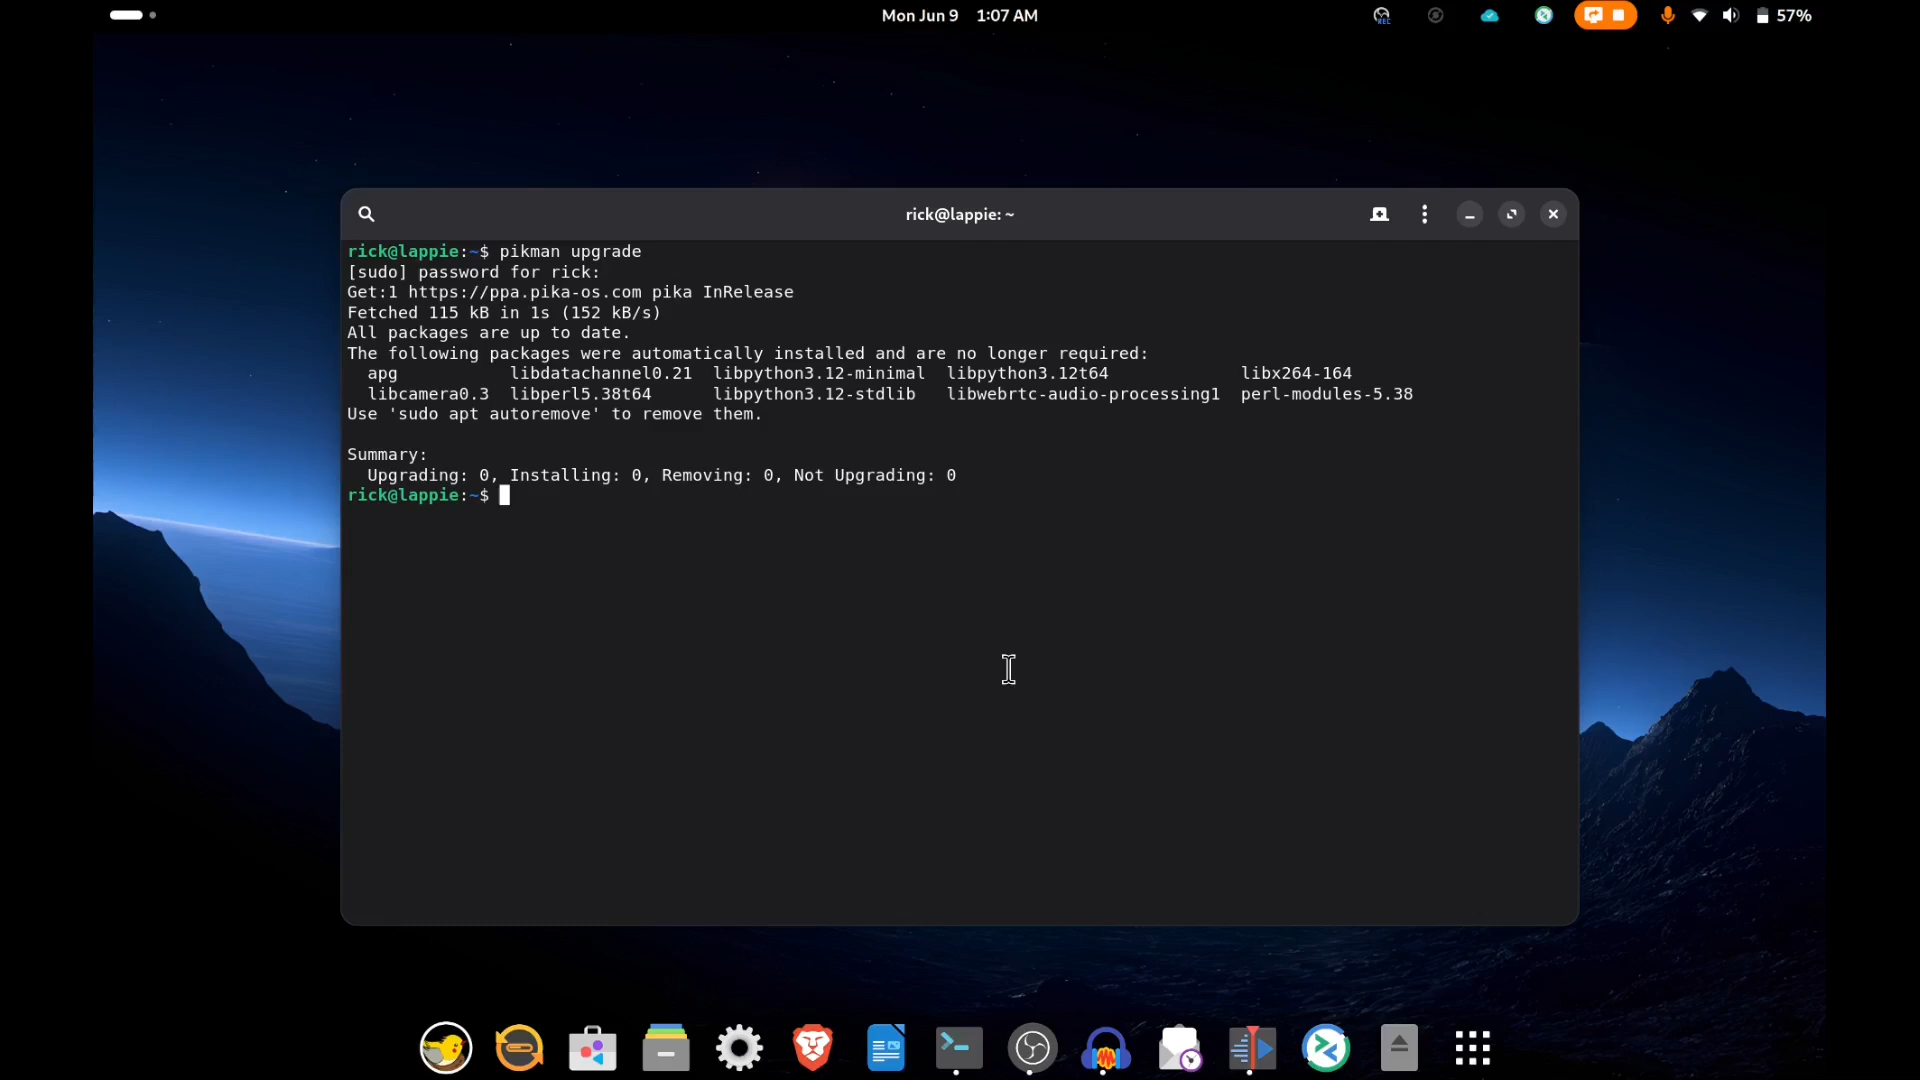 Mon Jun 9 1:07 AM
REC
57%
rick@lappie: ~
rick@lappie:~$ pikman upgrade
[sudo] password for rick:
Get:1 https://ppa.pika-os.com pika InRelease
Fetched 115 kB in 1s (152 kB/s)
All packages are up to date.
The following packages were automatically installed and are no longer required:
apg libdatachannel0.21 libpython3.12-minimal libpython3.12t64 libx264-164
libcamera0.3 libperl5.38t64 libpython3.12-stdlib libwebrtc-audio-processing1 perl-modules-5.38
Use 'sudo apt autoremove' to remove them.
Summary:
Upgrading: 0, Installing: 0, Removing: 0, Not Upgrading: 0
rick@lappie:~$